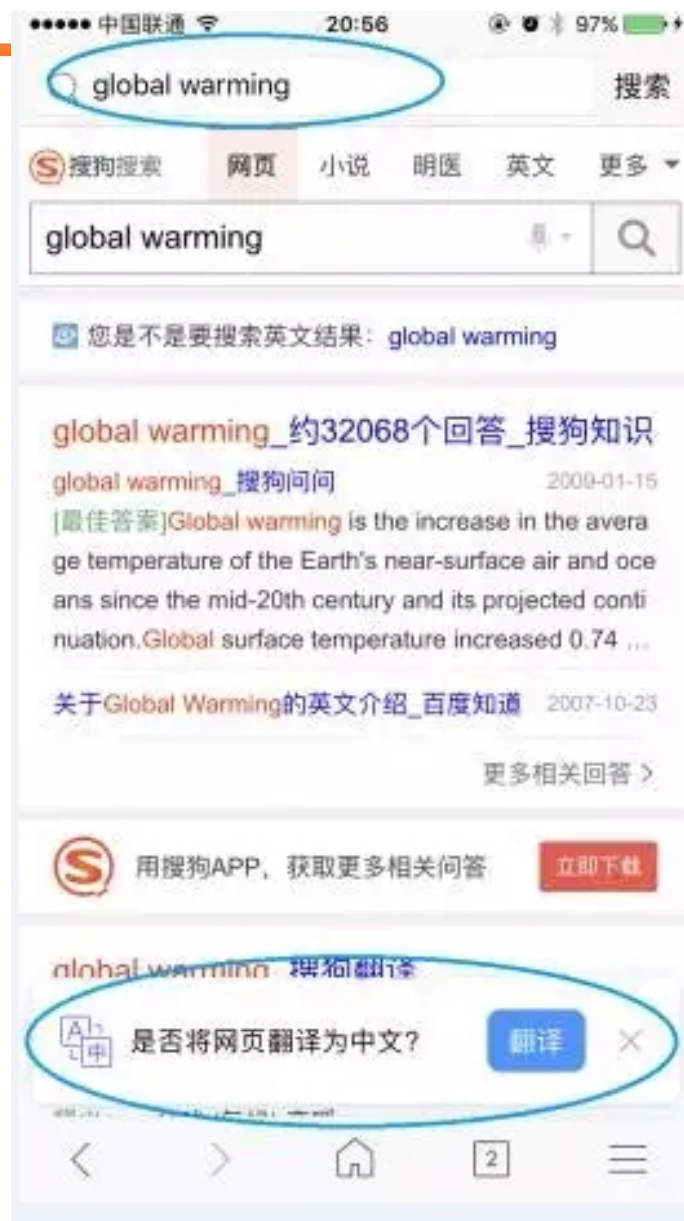 中国联通 20:56 97%
global warming 搜索
搜狗搜索 网页 小说 明医 英文 更多
global warming
您是不是要搜索英文结果：global warming
global warming_约32068个回答_搜狗知识
global warming_搜狗问问 2009-01-15
[最佳答案]Global warming is the increase in the avera
ge temperature of the Earth's near-surface air and oce
ans since the mid-20th century and its projected conti
nuation.Global surface temperature increased 0.74 ...
关于Global Warming的英文介绍_百度知道 2007-10-23
更多相关回答 >
用搜狗APP，获取更多相关问答 立即下载
global warming 搜狗翻译
是否将网页翻译为中文? 翻译
2